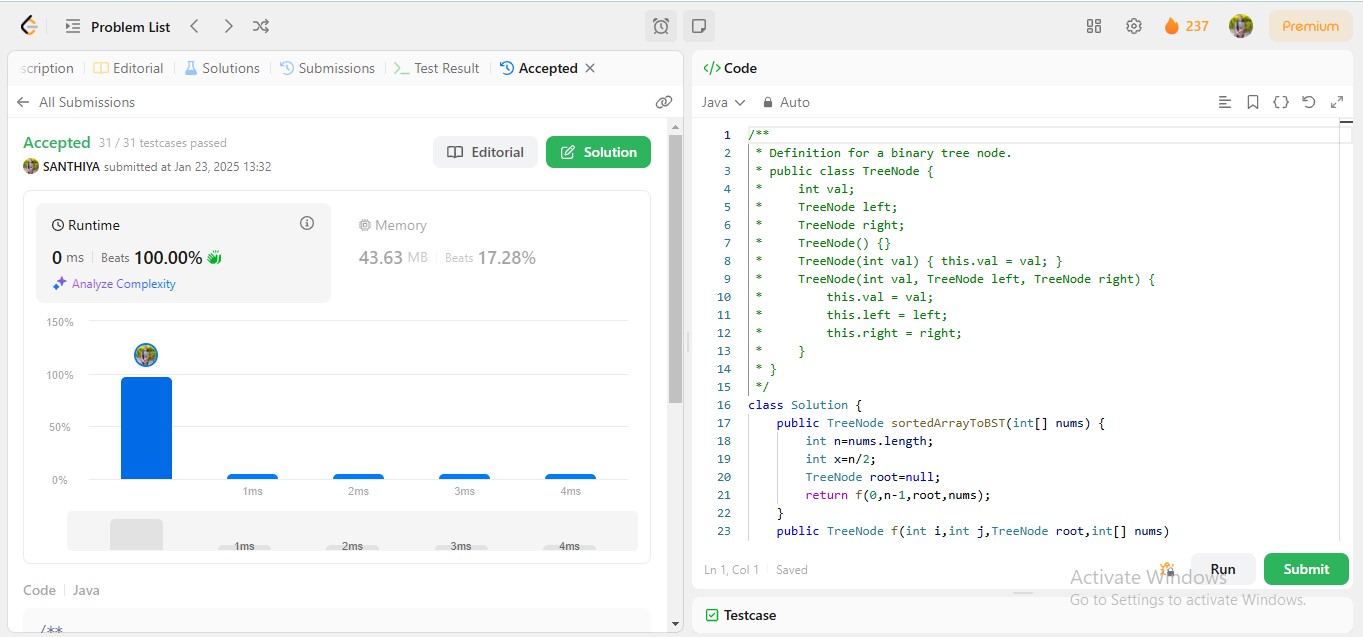 Problem List
237
Premium
scription
Editorial
Solutions
Submissions
Test Result
Accepted
All Submissions
Accepted 31 / 31 testcases passed
SANTHIYA submitted at Jan 23, 2025 13:32
Editorial
Solution
Runtime
0 ms | Beats 100.00%
Analyze Complexity
Memory
43.63 MB | Beats 17.28%
150%
100%
50%
0%
1ms 2ms 3ms 4ms
1ms 2ms 3ms 4ms
Code | Java
/**
</> Code
Java Auto
1 /**
2  * Definition for a binary tree node.
3  * public class TreeNode {
4  *     int val;
5  *     TreeNode left;
6  *     TreeNode right;
7  *     TreeNode() {}
8  *     TreeNode(int val) { this.val = val; }
9  *     TreeNode(int val, TreeNode left, TreeNode right) {
10  *         this.val = val;
11  *         this.left = left;
12  *         this.right = right;
13  *     }
14  * }
15  */
16 class Solution {
17     public TreeNode sortedArrayToBST(int[] nums) {
18         int n=nums.length;
19         int x=n/2;
20         TreeNode root=null;
21         return f(0,n-1,root,nums);
22     }
23     public TreeNode f(int i,int j,TreeNode root,int[] nums)
Ln 1, Col 1 | Saved
Run
Submit
Activate Windows
Go to Settings to activate Windows.
Testcase